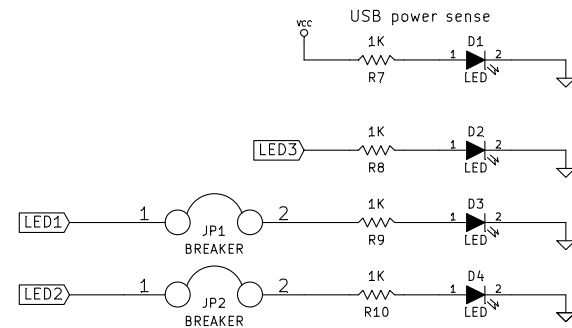 USB power sense
VCC
1K
D1
1
2
R7
LED
1K
D2
LED3
1
2
R8
LED
1K
D3
LED1
1
2
1
2
JP1
R9
LED
BREAKER
1K
D4
LED2
1
2
1
2
JP2
R10
LED
BREAKER